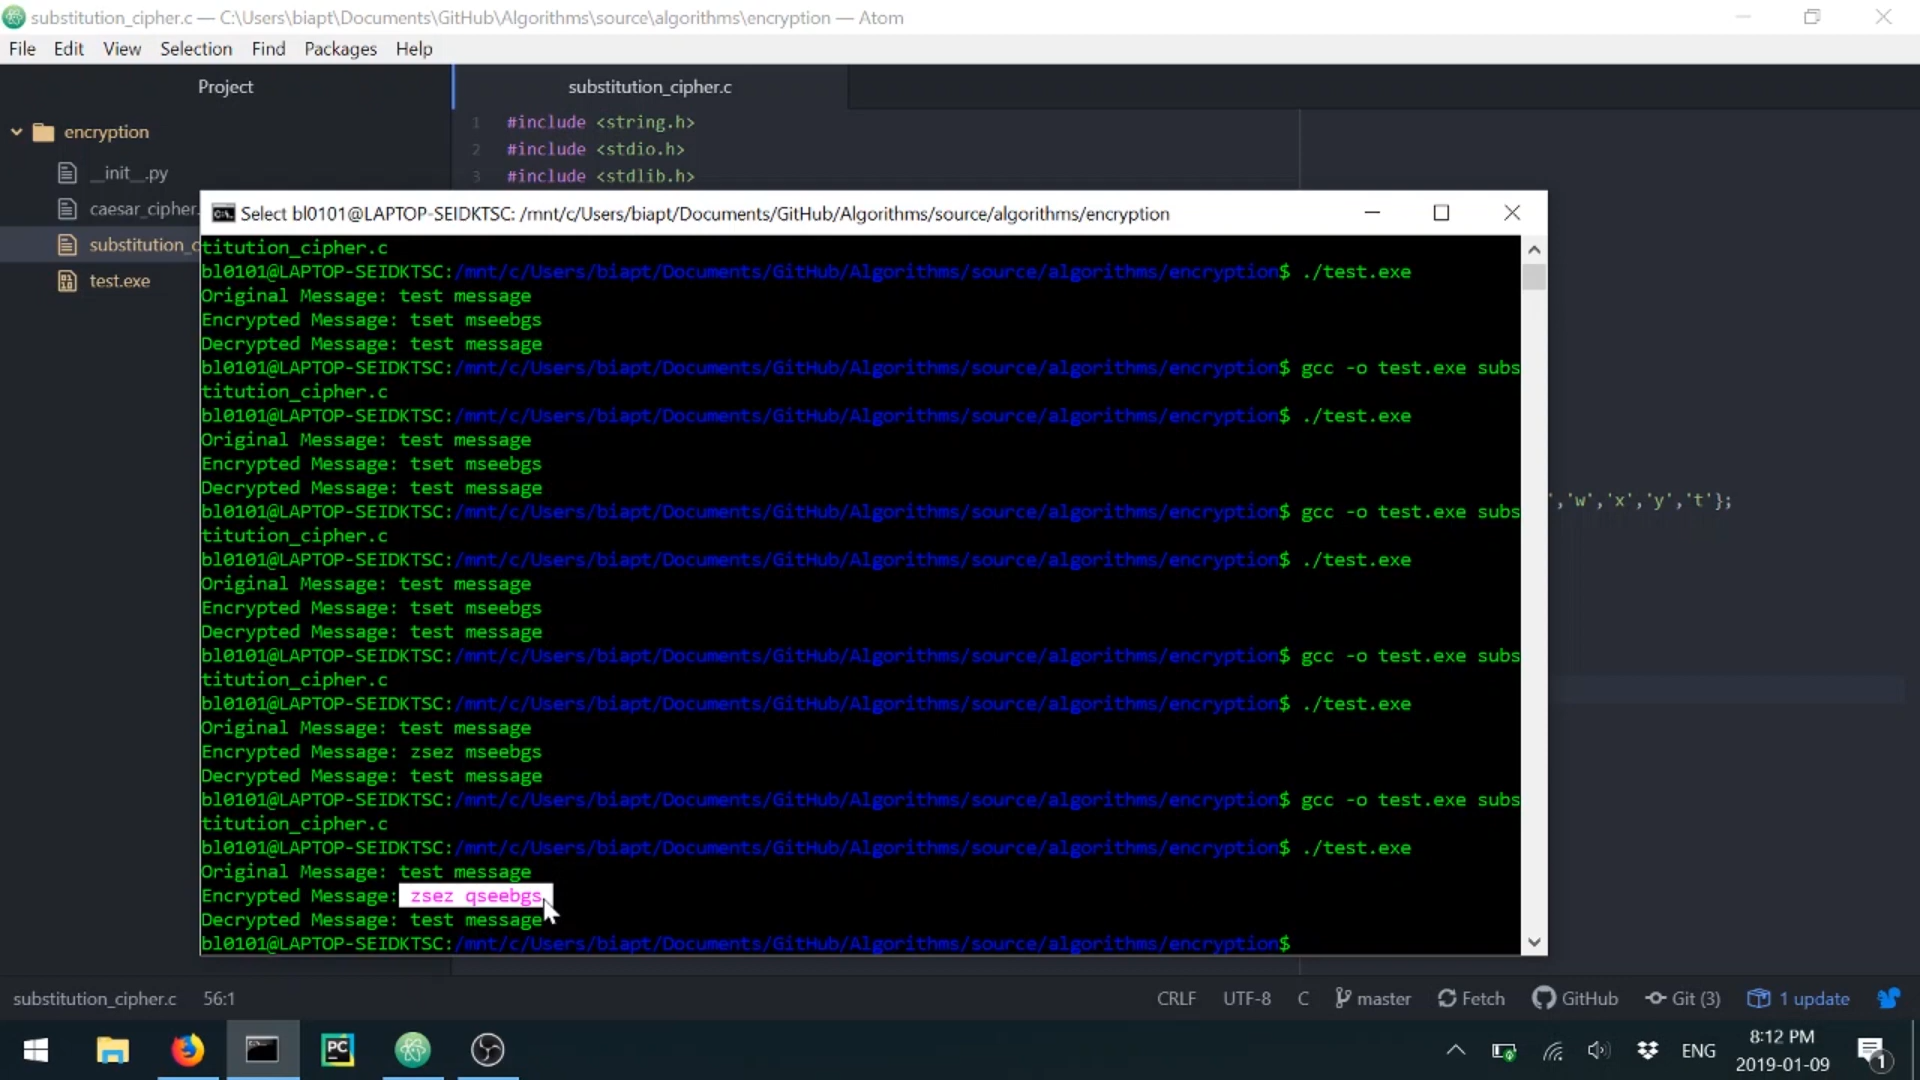 substitution_cipher.c — C:\Users\biapt\Documents\GitHub\Algorithms\source\algorithms\encryption — Atom
File Edit View Selection Find Packages Help
Project
substitution_cipher.c
encryption
__init__.py
caesar_cipher.
substitution_c
test.exe
1 #include <string.h>
2 #include <stdio.h>
3 #include <stdlib.h>
Select bl0101@LAPTOP-SEIDKTSC: /mnt/c/Users/biapt/Documents/GitHub/Algorithms/source/algorithms/encryption
titution_cipher.c
bl0101@LAPTOP-SEIDKTSC:/mnt/c/Users/biapt/Documents/GitHub/Algorithms/source/algorithms/encryption$ ./test.exe
Original Message: test message
Encrypted Message: tset mseebgs
Decrypted Message: test message
bl0101@LAPTOP-SEIDKTSC:/mnt/c/Users/biapt/Documents/GitHub/Algorithms/source/algorithms/encryption$ gcc -o test.exe subs
titution_cipher.c
bl0101@LAPTOP-SEIDKTSC:/mnt/c/Users/biapt/Documents/GitHub/Algorithms/source/algorithms/encryption$ ./test.exe
Original Message: test message
Encrypted Message: tset mseebgs
Decrypted Message: test message
bl0101@LAPTOP-SEIDKTSC:/mnt/c/Users/biapt/Documents/GitHub/Algorithms/source/algorithms/encryption$ gcc -o test.exe subs
titution_cipher.c
bl0101@LAPTOP-SEIDKTSC:/mnt/c/Users/biapt/Documents/GitHub/Algorithms/source/algorithms/encryption$ ./test.exe
Original Message: test message
Encrypted Message: tset mseebgs
Decrypted Message: test message
bl0101@LAPTOP-SEIDKTSC:/mnt/c/Users/biapt/Documents/GitHub/Algorithms/source/algorithms/encryption$ gcc -o test.exe subs
titution_cipher.c
bl0101@LAPTOP-SEIDKTSC:/mnt/c/Users/biapt/Documents/GitHub/Algorithms/source/algorithms/encryption$ ./test.exe
Original Message: test message
Encrypted Message: zsez mseebgs
Decrypted Message: test message
bl0101@LAPTOP-SEIDKTSC:/mnt/c/Users/biapt/Documents/GitHub/Algorithms/source/algorithms/encryption$ gcc -o test.exe subs
titution_cipher.c
bl0101@LAPTOP-SEIDKTSC:/mnt/c/Users/biapt/Documents/GitHub/Algorithms/source/algorithms/encryption$ ./test.exe
Original Message: test message
Encrypted Message: zsez qseebgs
Decrypted Message: test message
bl0101@LAPTOP-SEIDKTSC:/mnt/c/Users/biapt/Documents/GitHub/Algorithms/source/algorithms/encryption$
','w','x','y','t'};
substitution_cipher.c 56:1
CRLF UTF-8 C master Fetch GitHub Git (3) 1 update
PC
ENG
8:12 PM
2019-01-09
1